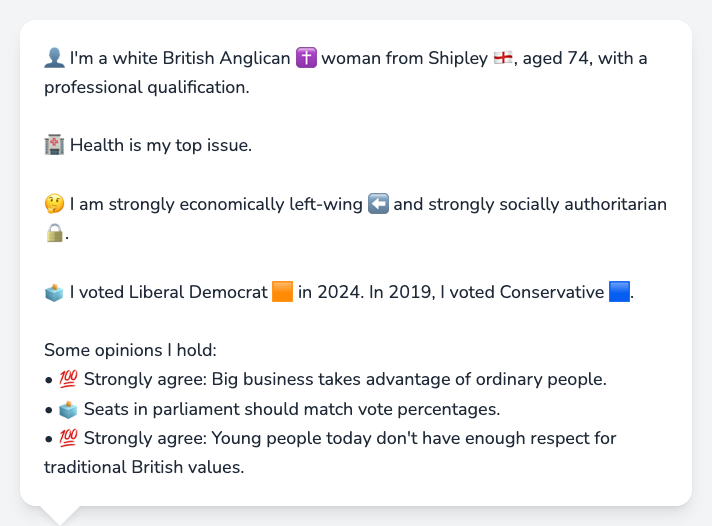 👤 I'm a white British Anglican ✝️ woman from Shipley 🏴󠁧󠁢󠁥󠁮󠁧󠁿, aged 74, with a
professional qualification.
🏥 Health is my top issue.
🤔 I am strongly economically left-wing ⬅️ and strongly socially authoritarian
🔒.
🗳️ I voted Liberal Democrat 🟧 in 2024. In 2019, I voted Conservative 🟦.
Some opinions I hold:
• 💯 Strongly agree: Big business takes advantage of ordinary people.
• 🗳️ Seats in parliament should match vote percentages.
• 💯 Strongly agree: Young people today don't have enough respect for
traditional British values.